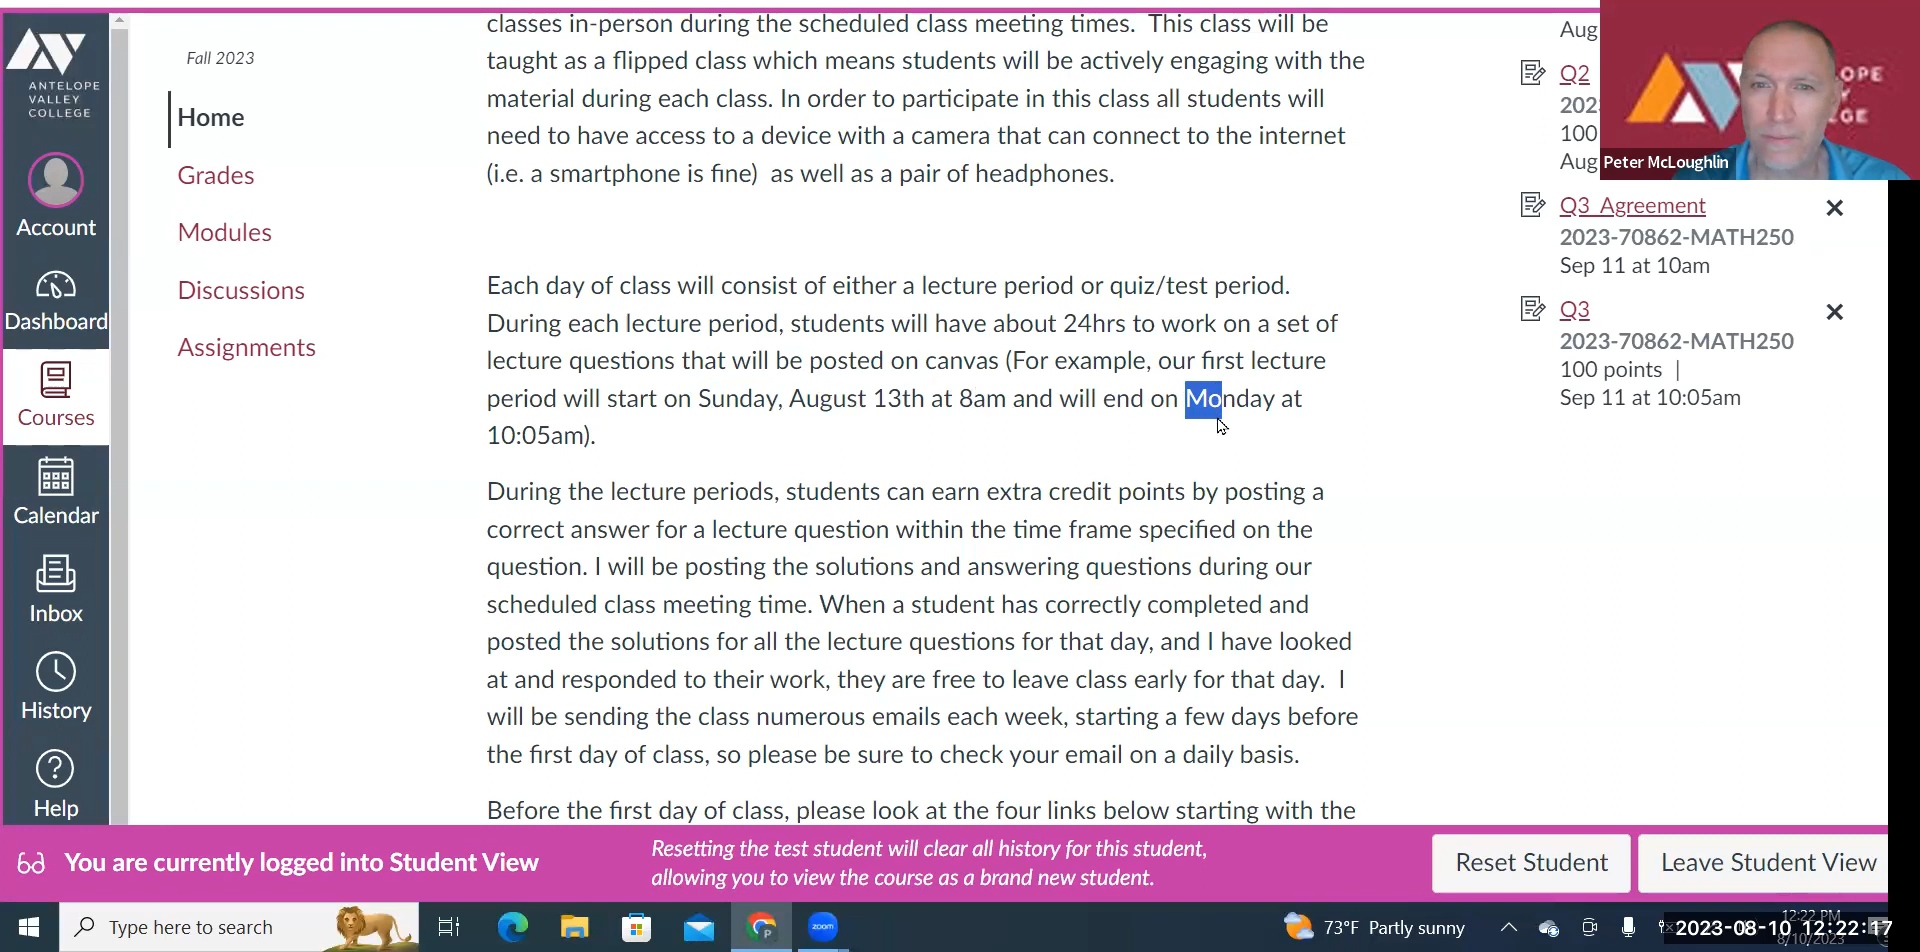 classes in-person during the scheduled class meeting times. This class will be
taught as a flipped class which means students will be actively engaging with the
material during each class. In order to participate in this class all students will
need to have access to a device with a camera that can connect to the internet
(i.e. a smartphone is fine) as well as a pair of headphones.
Each day of class will consist of either a lecture period or quiz/test period.
During each lecture period, students will have about 24hrs to work on a set of
lecture questions that will be posted on canvas (For example, our first lecture
period will start on Sunday, August 13th at 8am and will end on Monday at
10:05am).
During the lecture periods, students can earn extra credit points by posting a
correct answer for a lecture question within the time frame specified on the
question. I will be posting the solutions and answering questions during our
scheduled class meeting time. When a student has correctly completed and
posted the solutions for all the lecture questions for that day, and I have looked
at and responded to their work, they are free to leave class early for that day. I
will be sending the class numerous emails each week, starting a few days before
the first day of class, so please be sure to check your email on a daily basis.
Before the first day of class, please look at the four links below starting with the
ANTELOPE
VALLEY
COLLEGE
Account
Dashboard
Courses
Calendar
Inbox
History
Help
Fall 2023
Home
Grades
Modules
Discussions
Assignments
Aug
Q2
202
100
Aug
OPE
GE
Peter McLoughlin
Q3 Agreement
2023-70862-MATH250
Sep 11 at 10am
Q3
2023-70862-MATH250
100 points |
Sep 11 at 10:05am
You are currently logged into Student View
Resetting the test student will clear all history for this student,
allowing you to view the course as a brand new student.
Reset Student
Leave Student View
Type here to search
P
zoom
73°F Partly sunny
12:22 PM
2023-08-10 12:22:17
8/10/2023